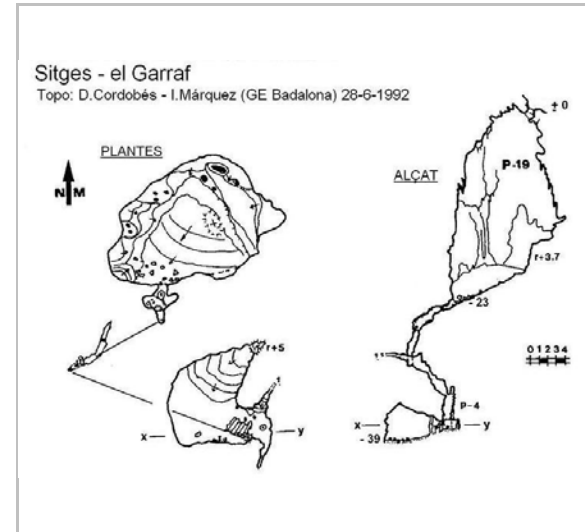 Sitges - el Garraf
Topo: D.Cordobés - I.Márquez (GE Badalona) 28-6-1992
PLANTES
N M
ALÇAT
± 0
P-19
r+3.7
- 23
0 1 2 3 4
r+5
P-4
x
y
x
y
- 39